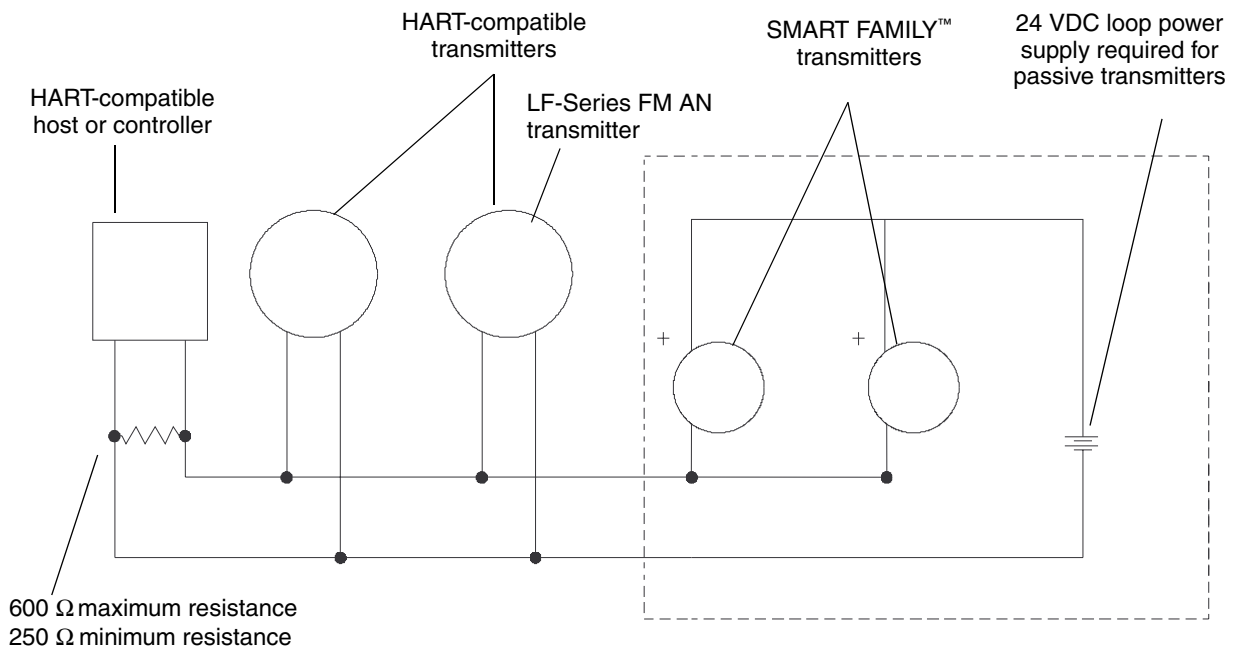 HART-compatible
host or controller
HART-compatible
transmitters
LF-Series FM AN
transmitter
SMART FAMILY™
transmitters
24 VDC loop power
supply required for
passive transmitters
+
+
600 Ω maximum resistance
250 Ω minimum resistance